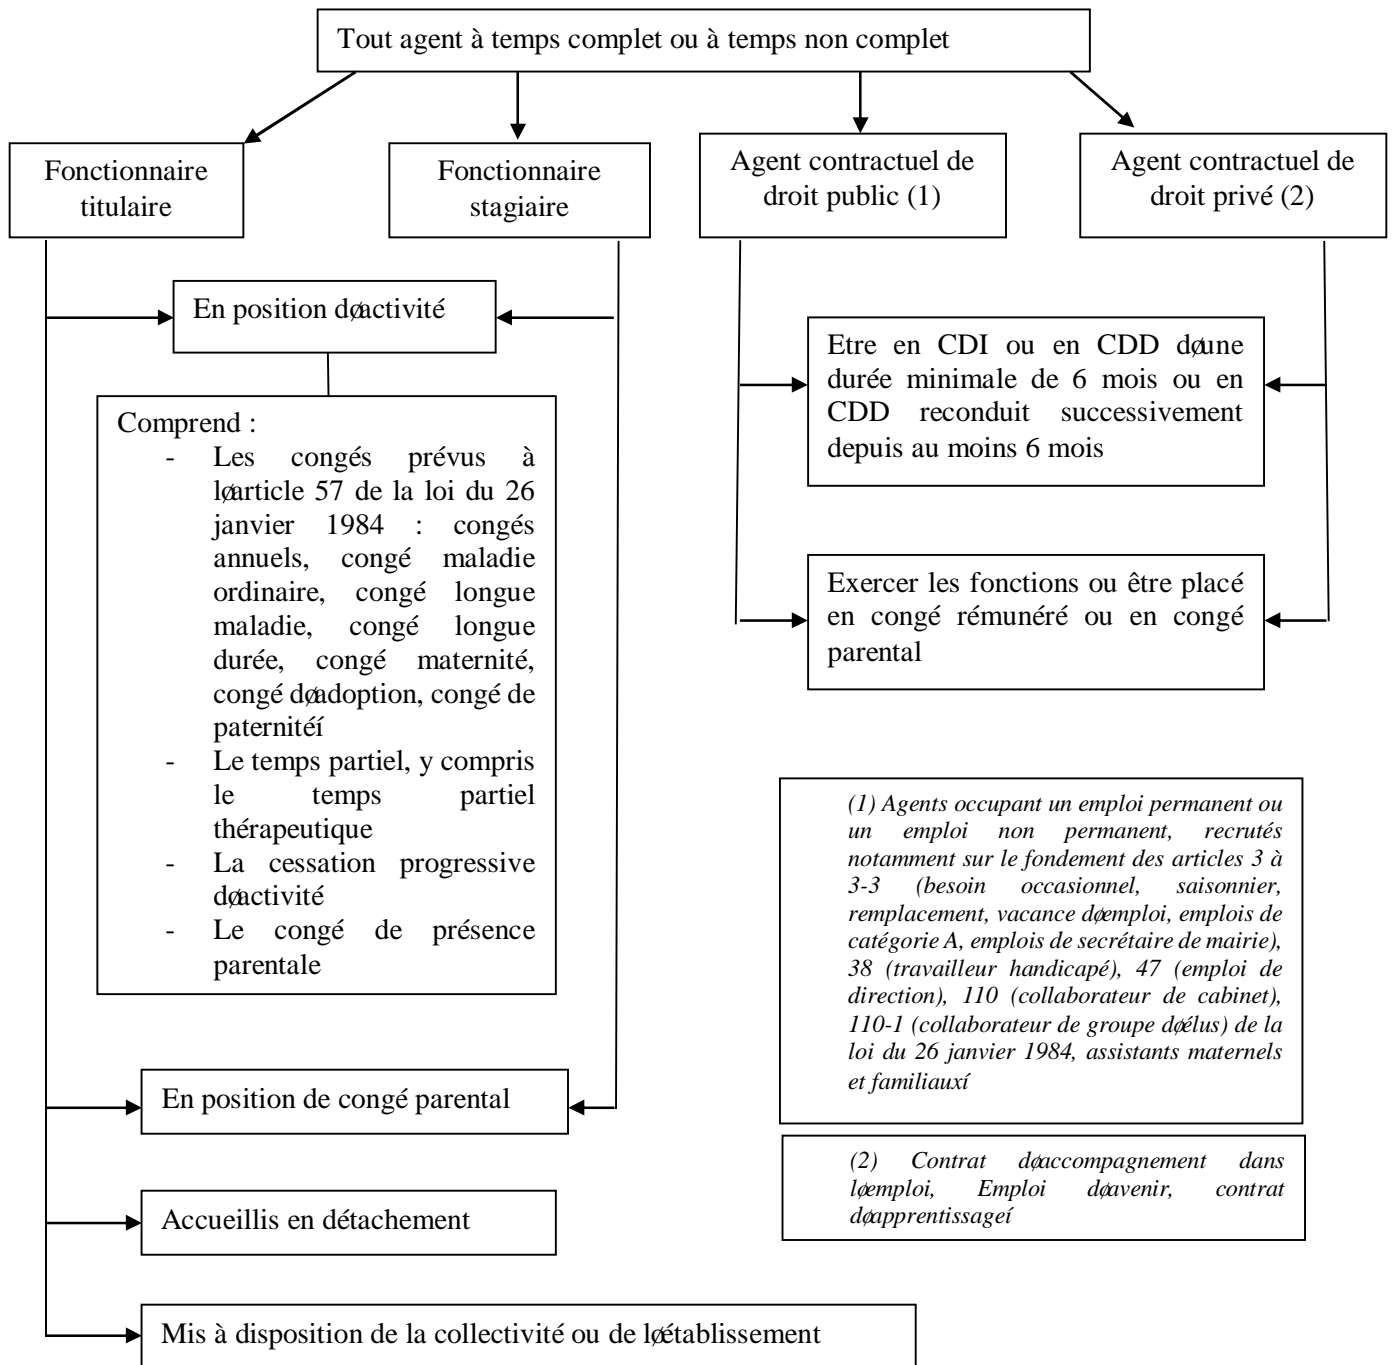 Tout agent à temps complet ou à temps non complet
Fonctionnaire
titulaire
Fonctionnaire
stagiaire
Agent contractuel de
droit public (1)
Agent contractuel de
droit privé (2)
En position døactivité
Comprend :
- Les congés prévus à
løarticle 57 de la loi du 26
janvier 1984 : congés
annuels, congé maladie
ordinaire, congé longue
maladie, congé longue
durée, congé maternité,
congé døadoption, congé de
paternitéí
- Le temps partiel, y compris
le temps partiel
thérapeutique
- La cessation progressive
døactivité
- Le congé de présence
parentale
En position de congé parental
Accueillis en détachement
Mis à disposition de la collectivité ou de løétablissement
Etre en CDI ou en CDD døune
durée minimale de 6 mois ou en
CDD reconduit successivement
depuis au moins 6 mois
Exercer les fonctions ou être placé
en congé rémunéré ou en congé
parental
(1) Agents occupant un emploi permanent ou
un emploi non permanent, recrutés
notamment sur le fondement des articles 3 à
3-3 (besoin occasionnel, saisonnier,
remplacement, vacance døemploi, emplois de
catégorie A, emplois de secrétaire de mairie),
38 (travailleur handicapé), 47 (emploi de
direction), 110 (collaborateur de cabinet),
110-1 (collaborateur de groupe døélus) de la
loi du 26 janvier 1984, assistants maternels
et familiauxí
(2) Contrat døaccompagnement dans
løemploi, Emploi døavenir, contrat
døapprentissageí